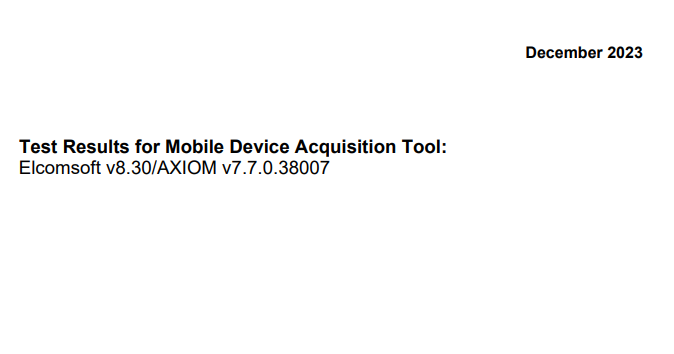 December 2023
Test Results for Mobile Device Acquisition Tool:
Elcomsoft v8.30/AXIOM v7.7.0.38007